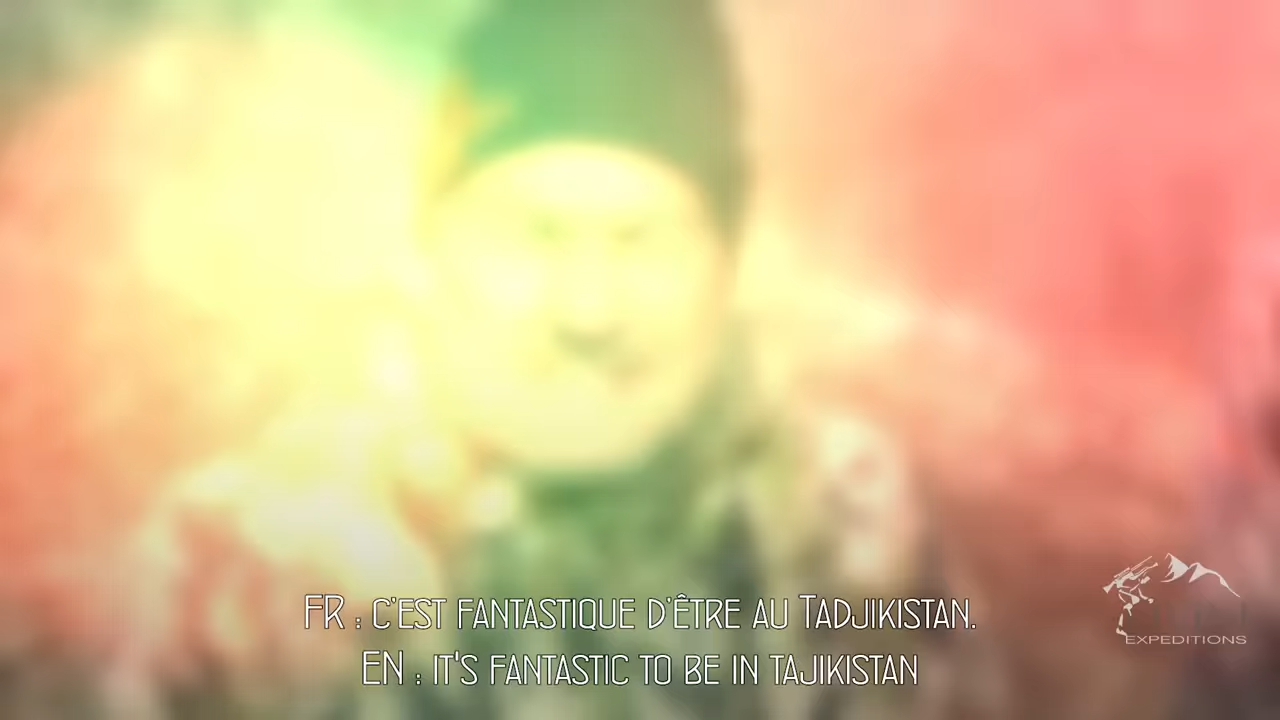 FR : C'EST FANTASTIQUE D'ÊTRE AU TADJIKISTAN.
EN : IT'S FANTASTIC TO BE IN TAJIKISTAN
EXPEDITIONS